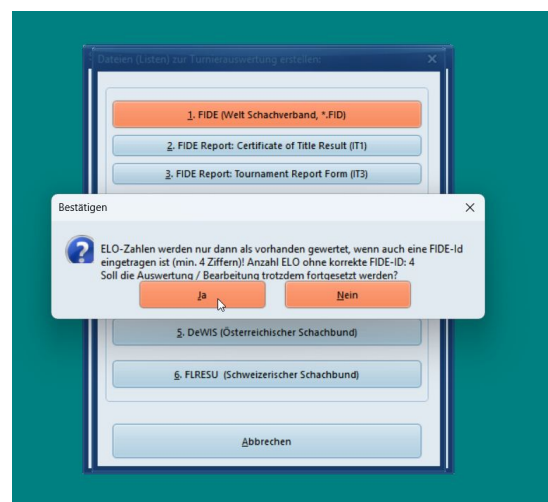 Dateien (Listen) zur Turnierauswertung erstellen:
1. FIDE (Welt Schachverband, *.FID)
2. FIDE Report: Certificate of Title Result (IT1)
3. FIDE Report: Tournament Report Form (IT3)
Bestätigen
ELO-Zahlen werden nur dann als vorhanden gewertet, wenn auch eine FIDE-Id
eingetragen ist (min. 4 Ziffern)! Anzahl ELO ohne korrekte FIDE-ID: 4
Soll die Auswertung / Bearbeitung trotzdem fortgesetzt werden?
Ja
Nein
5. DeWIS (Österreichischer Schachbund)
6. FLRESU (Schweizerischer Schachbund)
Abbrechen